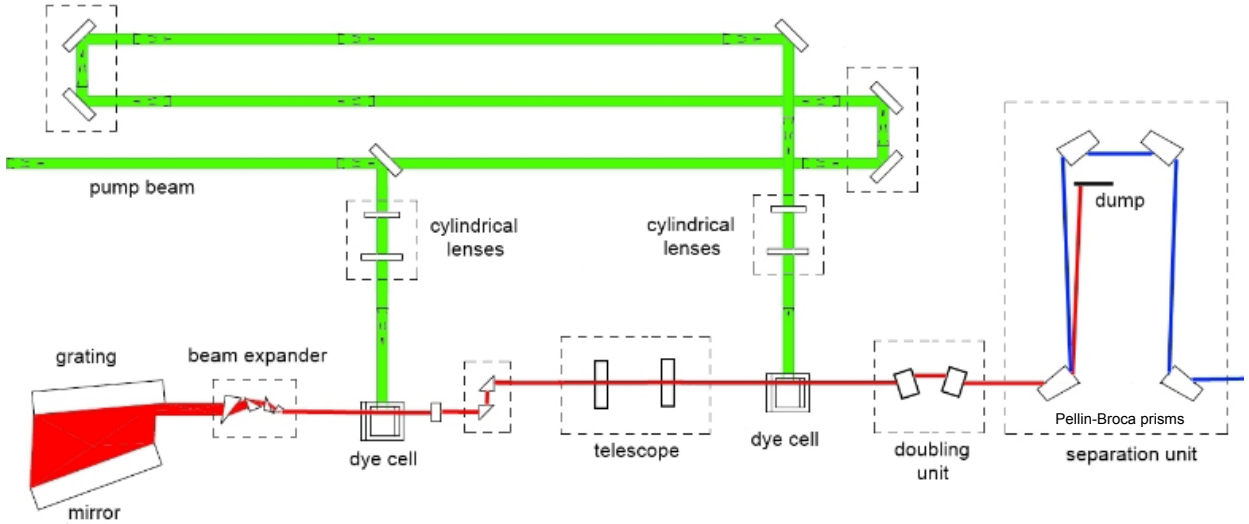 pump beam
cylindrical
lenses
cylindrical
lenses
dump
grating
beam expander
dye cell
telescope
dye cell
doubling
unit
Pellin-Broca prisms
separation unit
mirror